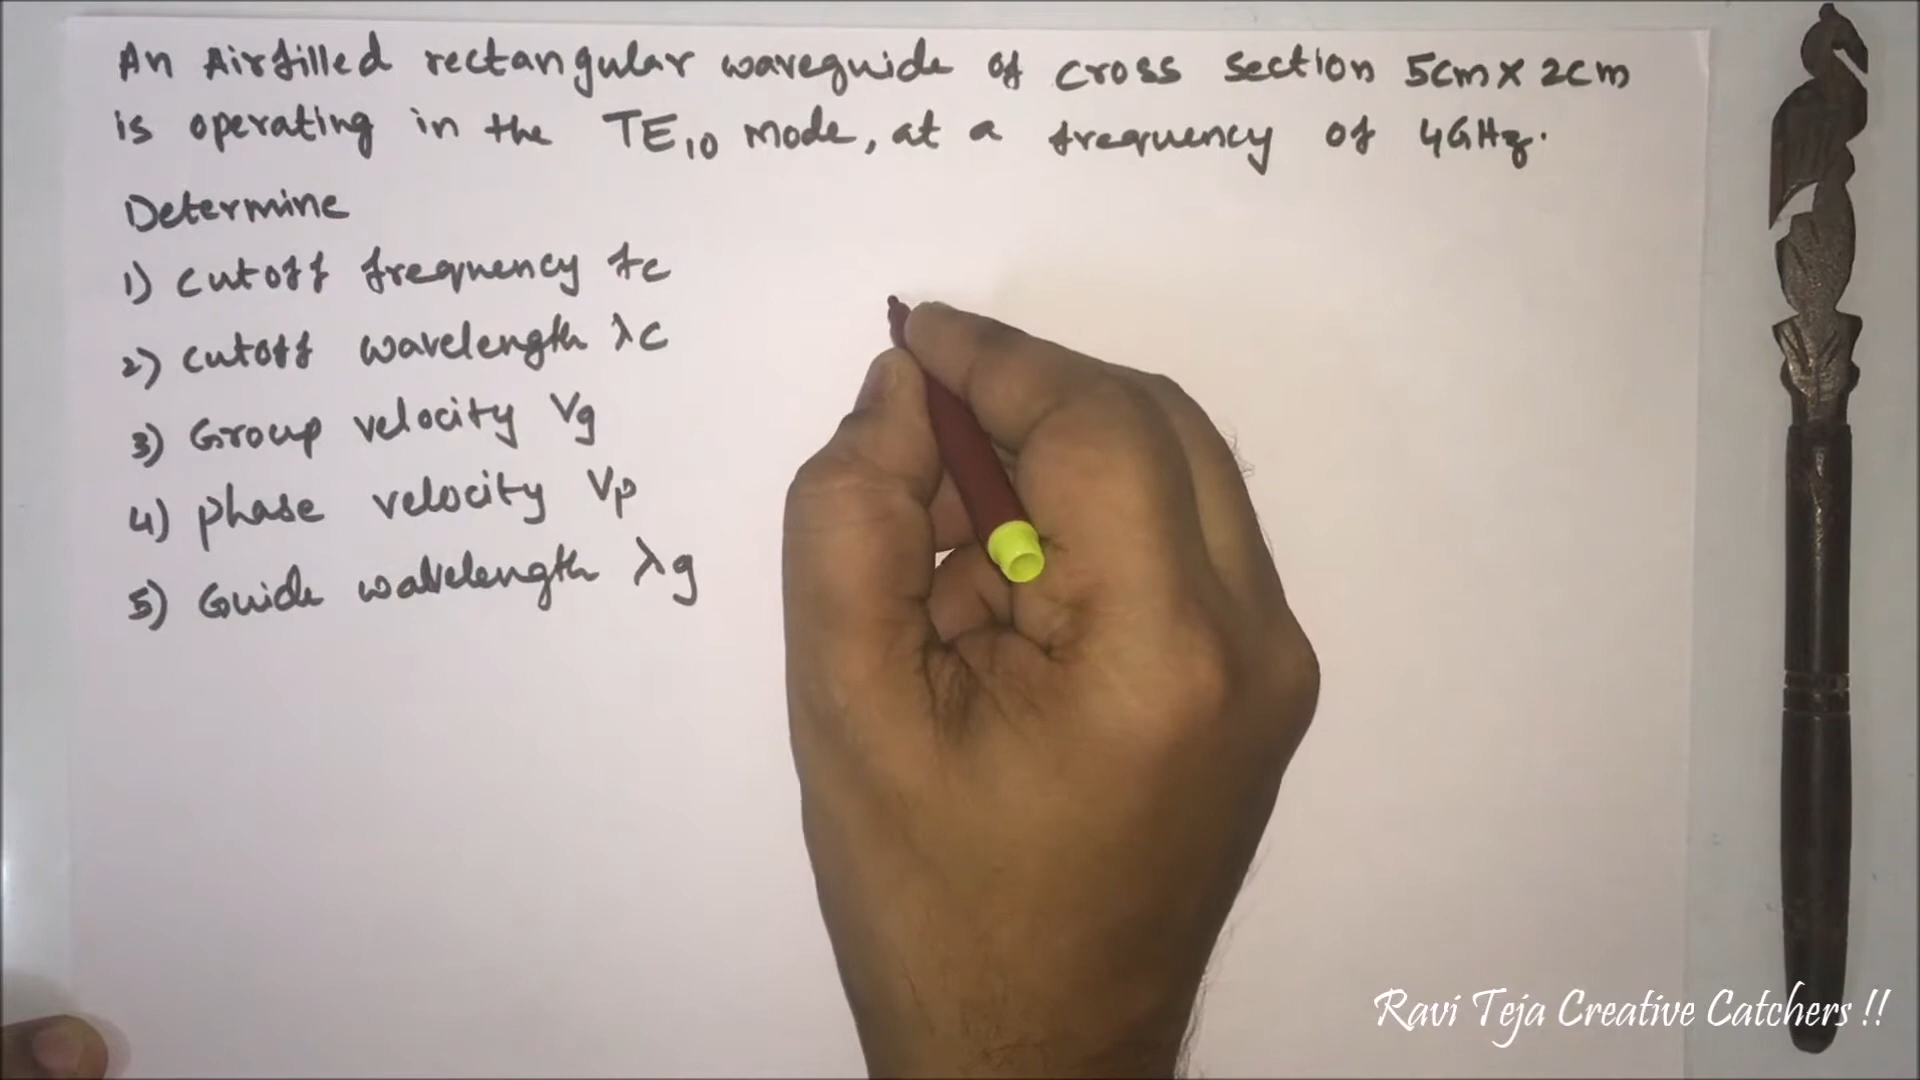 An Airfilled rectangular waveguide of cross section 5cm x 2cm
is operating in the TE10 mode, at a frequency of 4GHz.
Determine
1) cutoff frequency fc
2) cutoff wavelength λc
3) Group velocity Vg
4) phase velocity Vp
5) Guide wavelength λg
Ravi Teja Creative Catchers !!